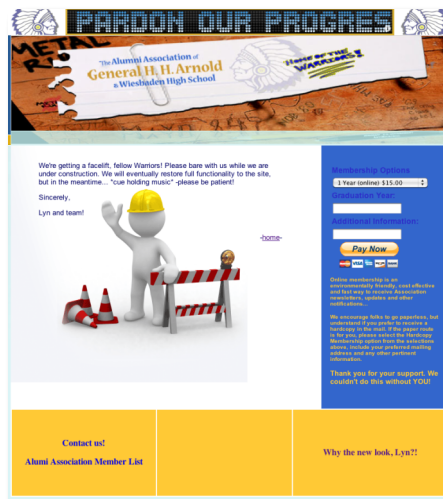 PARDON OUR PROGRES
METAL
The Alumni Association of
General H. H. Arnold
& Wiesbaden High School
HOME OF THE
WARRIORS!
We're getting a facelift, fellow Warriors! Please bare with us while we are
under construction. We will eventually restore full functionality to the site,
but in the meantime... "cue holding music" -please be patient!
Sincerely,
Lyn and team!
-home-
Membership Options
1 Year (online) $15.00
Graduation Year:
Additional Information:
Pay Now
VISA
Online membership is an
environmentally friendly, cost effective
and fast way to receive Association
newsletters, updates and other
notifications...
We encourage folks to go paperless, but
understand if you prefer to receive a
hardcopy in the mail. If the paper route
is for you, please select the Hardcopy
Membership option from the selections
above, include your preferred mailing
address and any other pertinent
information.
Thank you for your support. We
couldn't do this without YOU!
Contact us!
Alumi Association Member List
Why the new look, Lyn?!